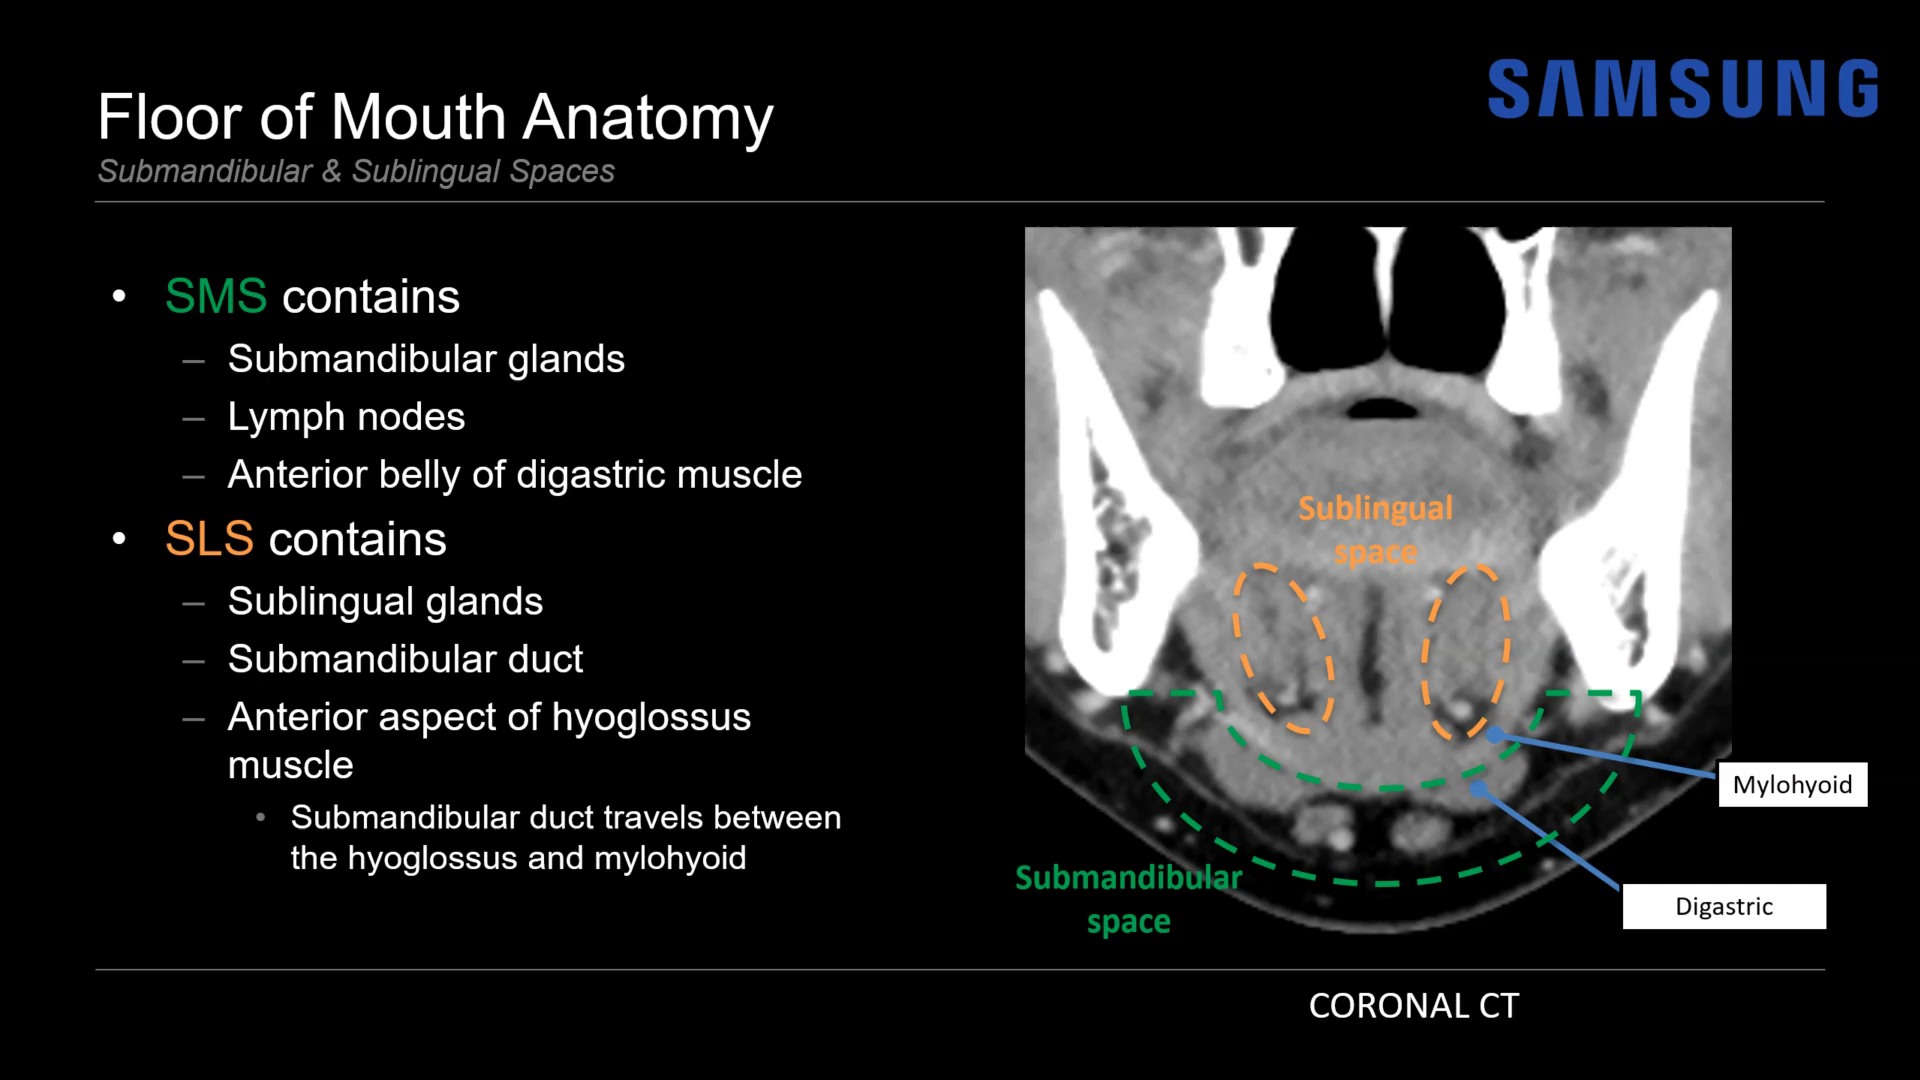 SAMSUNG
Floor of Mouth Anatomy
Submandibular & Sublingual Spaces
• SMS contains
– Submandibular glands
– Lymph nodes
– Anterior belly of digastric muscle
• SLS contains
– Sublingual glands
– Submandibular duct
– Anterior aspect of hyoglossus
muscle
• Submandibular duct travels between
the hyoglossus and mylohyoid
Sublingual
space
Mylohyoid
Submandibular
space
Digastric
CORONAL CT